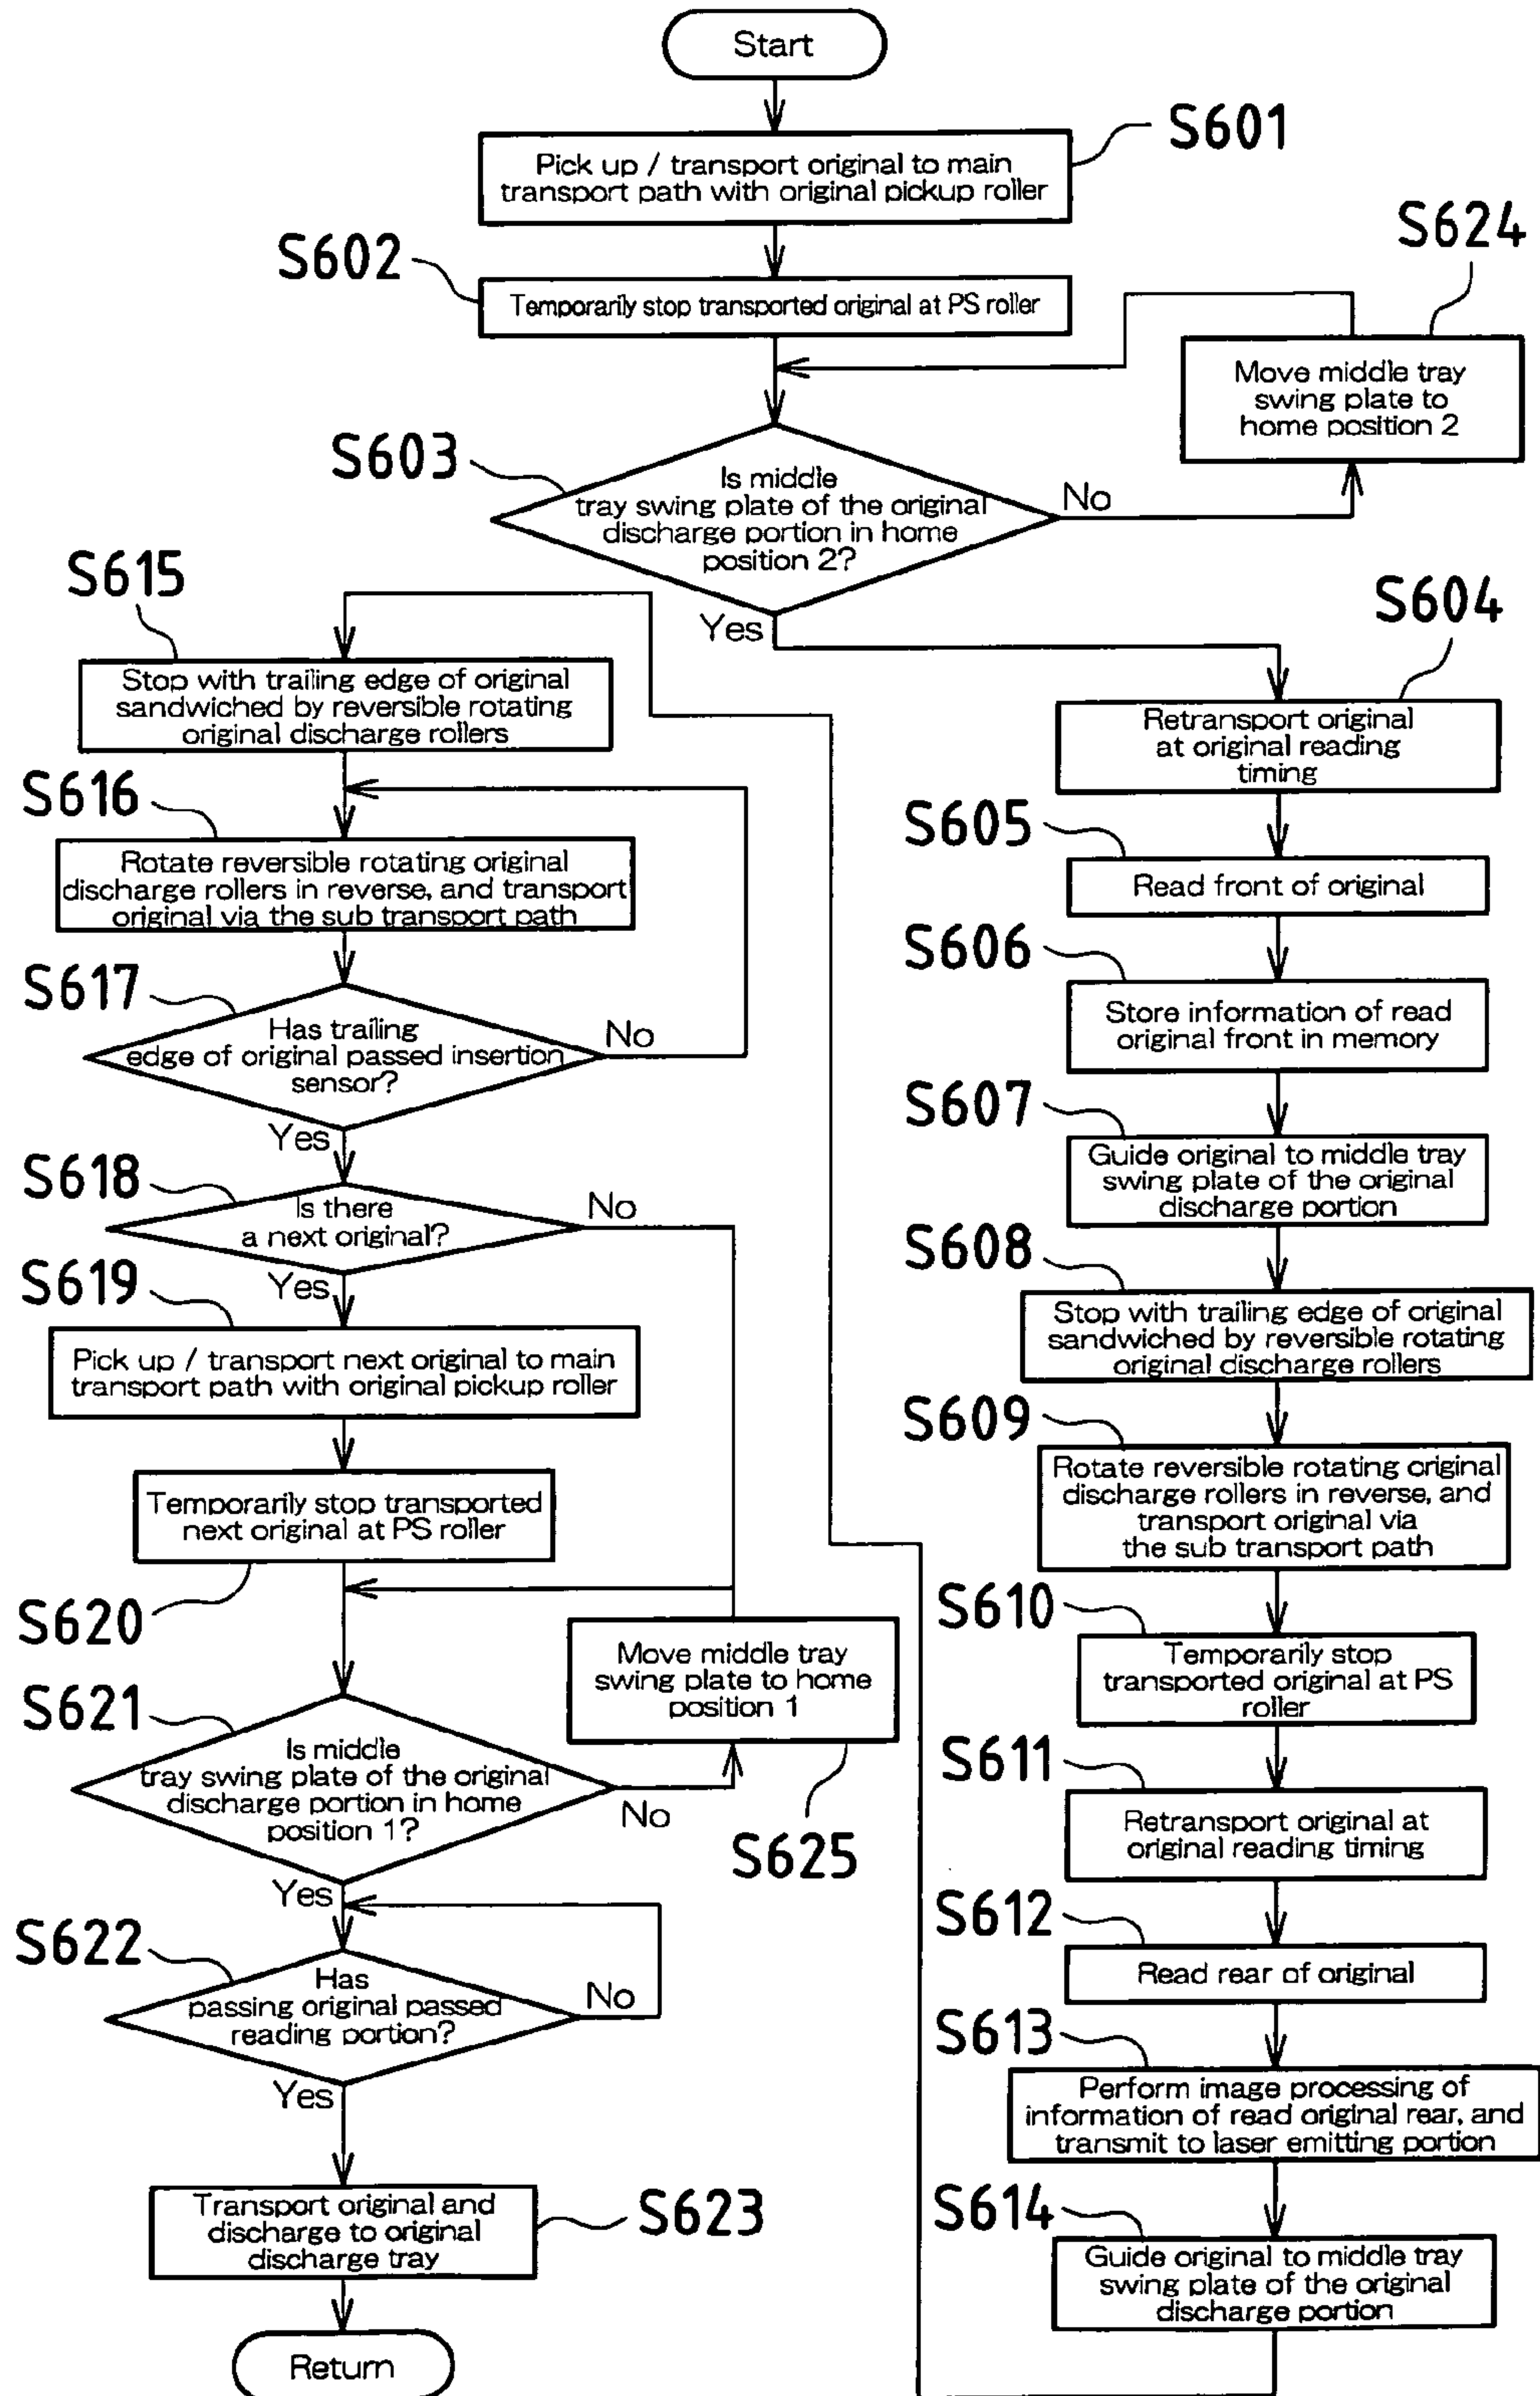 Start
S601
Pick up / transport original to main
transport path with original pickup roller
S602
Temporarily stop transported original at PS roller
S624
Move middle tray
swing plate to
home position 2
S603
Is middle
tray swing plate of the original
discharge portion in home
position 2?
No
Yes
S604
Retransport original
at original reading
timing
S605
Read front of original
S606
Store information of read
original front in memory
S607
Guide original to middle tray
swing plate of the original
discharge portion
S608
Stop with trailing edge of original
sandwiched by reversible rotating
original discharge rollers
S609
Rotate reversible rotating original
discharge rollers in reverse, and
transport original via
the sub transport path
S610
Temporarily stop
transported original at PS
roller
S611
Retransport original at
original reading timing
S612
Read rear of original
S613
Perform image processing of
information of read original rear, and
transmit to laser emitting portion
S614
Guide original to middle tray
swing plate of the original
discharge portion
S615
Stop with trailing edge of original
sandwiched by reversible rotating
original discharge rollers
S616
Rotate reversible rotating original
discharge rollers in reverse, and transport
original via the sub transport path
S617
Has trailing
edge of original passed insertion
sensor?
No
Yes
S618
Is there
a next original?
No
Yes
S619
Pick up / transport next original to main
transport path with original pickup roller
Temporarily stop transported
next original at PS roller
S620
Move middle tray
swing plate to home
position 1
S625
S621
Is middle
tray swing plate of the original
discharge portion in home
position 1?
No
Yes
S622
Has
passing original passed
reading portion?
No
Yes
Transport original and
discharge to original
discharge tray
S623
Return